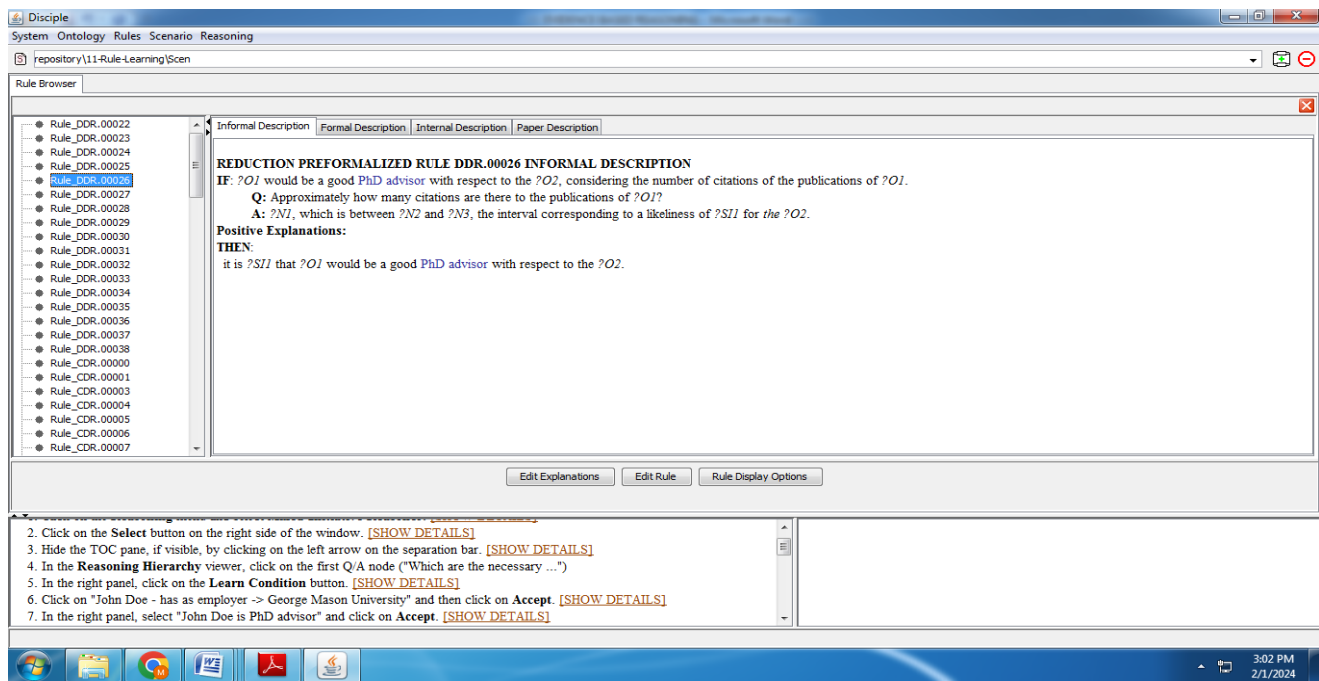 Disciple
System Ontology Rules Scenario Reasoning
S repository\11-Rule-Learning\Scen
Rule Browser
Rule_DDR.00022
Rule_DDR.00023
Rule_DDR.00024
Rule_DDR.00025
Rule_DDR.00026
Rule_DDR.00027
Rule_DDR.00028
Rule_DDR.00029
Rule_DDR.00030
Rule_DDR.00031
Rule_DDR.00032
Rule_DDR.00033
Rule_DDR.00034
Rule_DDR.00035
Rule_DDR.00036
Rule_DDR.00037
Rule_DDR.00038
Rule_CDR.00000
Rule_CDR.00001
Rule_CDR.00003
Rule_CDR.00004
Rule_CDR.00005
Rule_CDR.00006
Rule_CDR.00007
Informal Description Formal Description Internal Description Paper Description
REDUCTION PREFORMALIZED RULE DDR.00026 INFORMAL DESCRIPTION
IF: ?O1 would be a good PhD advisor with respect to the ?O2, considering the number of citations of the publications of ?O1.
Q: Approximately how many citations are there to the publications of ?O1?
A: ?N1, which is between ?N2 and ?N3, the interval corresponding to a likeliness of ?SI1 for the ?O2.
Positive Explanations:
THEN:
it is ?SI1 that ?O1 would be a good PhD advisor with respect to the ?O2.
Edit Explanations Edit Rule Rule Display Options
2. Click on the Select button on the right side of the window. [SHOW DETAILS]
3. Hide the TOC pane, if visible, by clicking on the left arrow on the separation bar. [SHOW DETAILS]
4. In the Reasoning Hierarchy viewer, click on the first Q/A node ("Which are the necessary ...")
5. In the right panel, click on the Learn Condition button. [SHOW DETAILS]
6. Click on "John Doe - has as employer -> George Mason University" and then click on Accept. [SHOW DETAILS]
7. In the right panel, select "John Doe is PhD advisor" and click on Accept. [SHOW DETAILS]
3:02 PM
2/1/2024